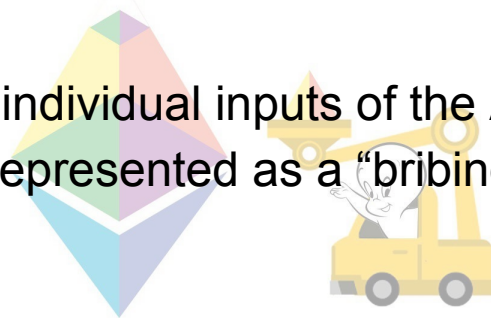 individual inputs of the
epresented as a “bribin